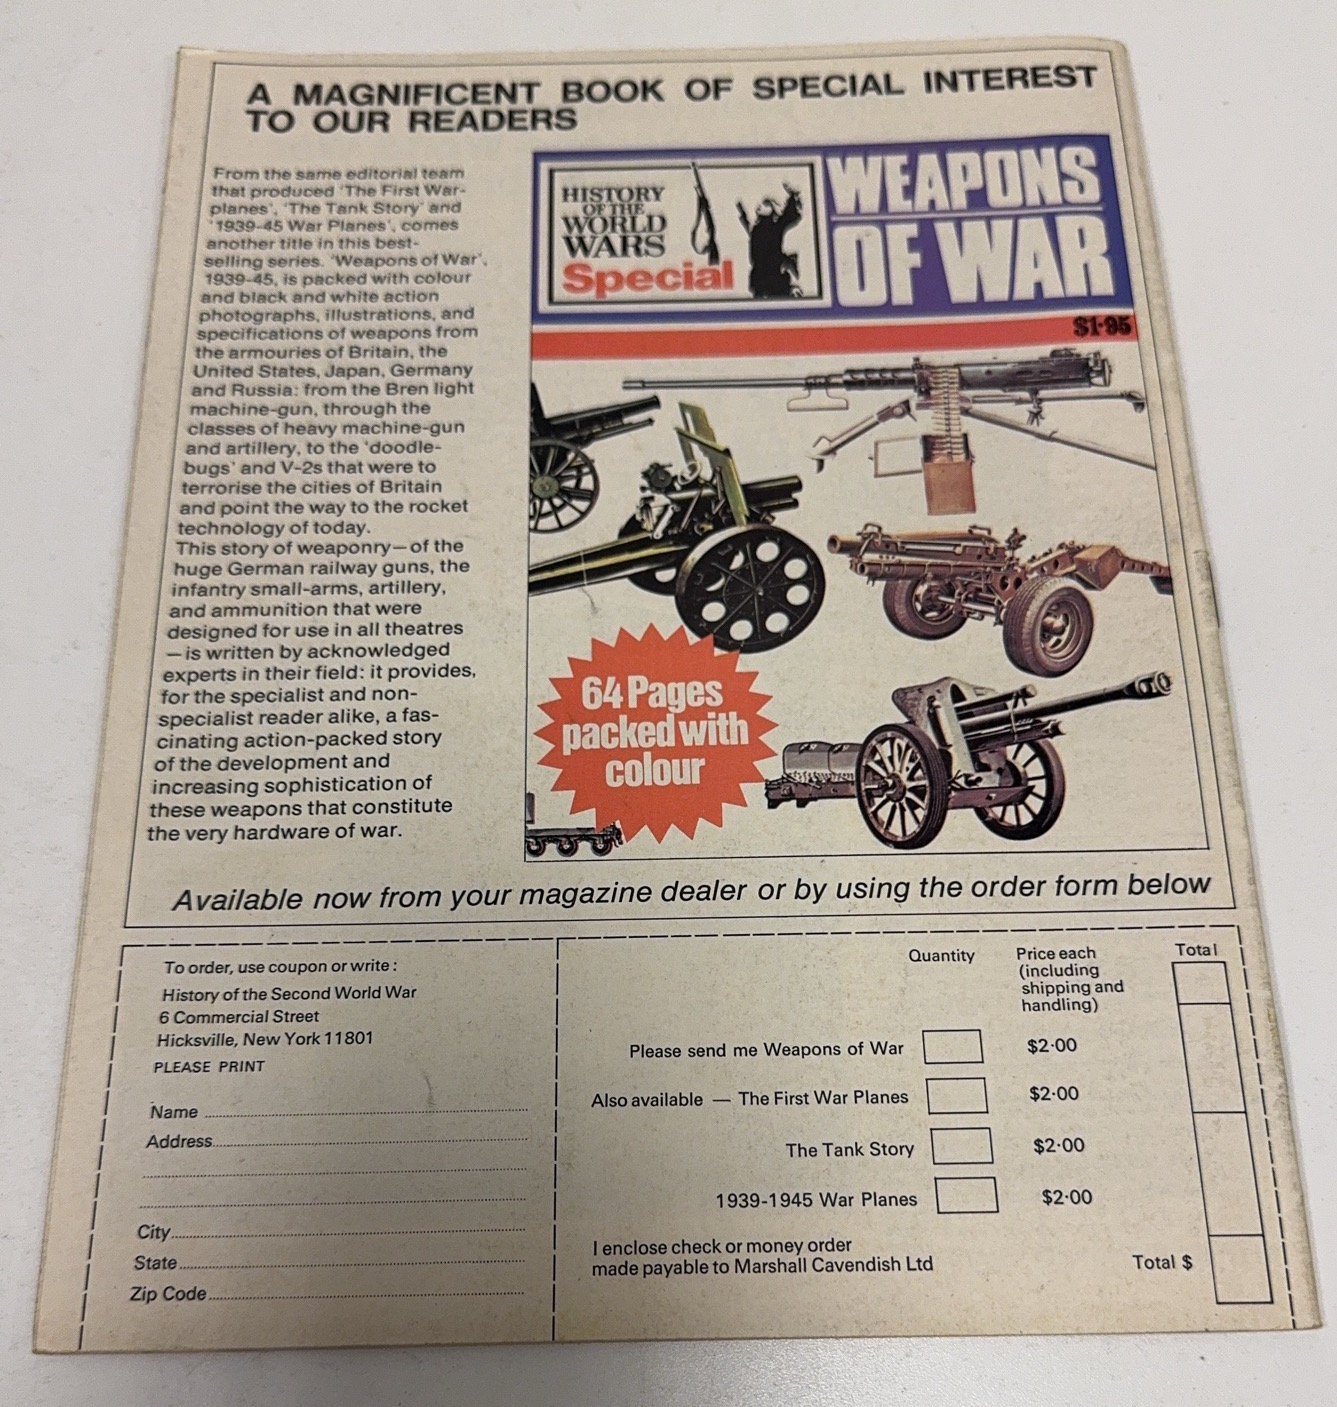 A MAGNIFICENT BOOK OF SPECIAL INTEREST
TO OUR READERS
From the same editorial team
that produced 'The First War-
planes', 'The Tank Story' and
'1939-45 War Planes', comes
another title in this best-
selling series. 'Weapons of War',
1939-45, is packed with colour
and black and white action
photographs, illustrations, and
specifications of weapons from
the armouries of Britain, the
United States, Japan, Germany
and Russia: from the Bren light
machine-gun, through the
classes of heavy machine-gun
and artillery, to the 'doodle-
bugs' and V-2s that were to
terrorise the cities of Britain
and point the way to the rocket
technology of today.
This story of weaponry—of the
huge German railway guns, the
infantry small-arms, artillery,
and ammunition that were
designed for use in all theatres
—is written by acknowledged
experts in their field: it provides,
for the specialist and non-
specialist reader alike, a fas-
cinating action-packed story
of the development and
increasing sophistication of
these weapons that constitute
the very hardware of war.
HISTORY
OF THE
WORLD
WARS
Special
WEAPONS
OF WAR
$1·95
64 Pages
packed with
colour
Available now from your magazine dealer or by using the order form below
To order, use coupon or write:
History of the Second World War
6 Commercial Street
Hicksville, New York 11801
PLEASE PRINT
Name
Address
City
State
Zip Code
Quantity
Price each
(including
shipping and
handling)
Total
Please send me Weapons of War $2·00
Also available — The First War Planes $2·00
The Tank Story $2·00
1939-1945 War Planes $2·00
I enclose check or money order
made payable to Marshall Cavendish Ltd
Total $